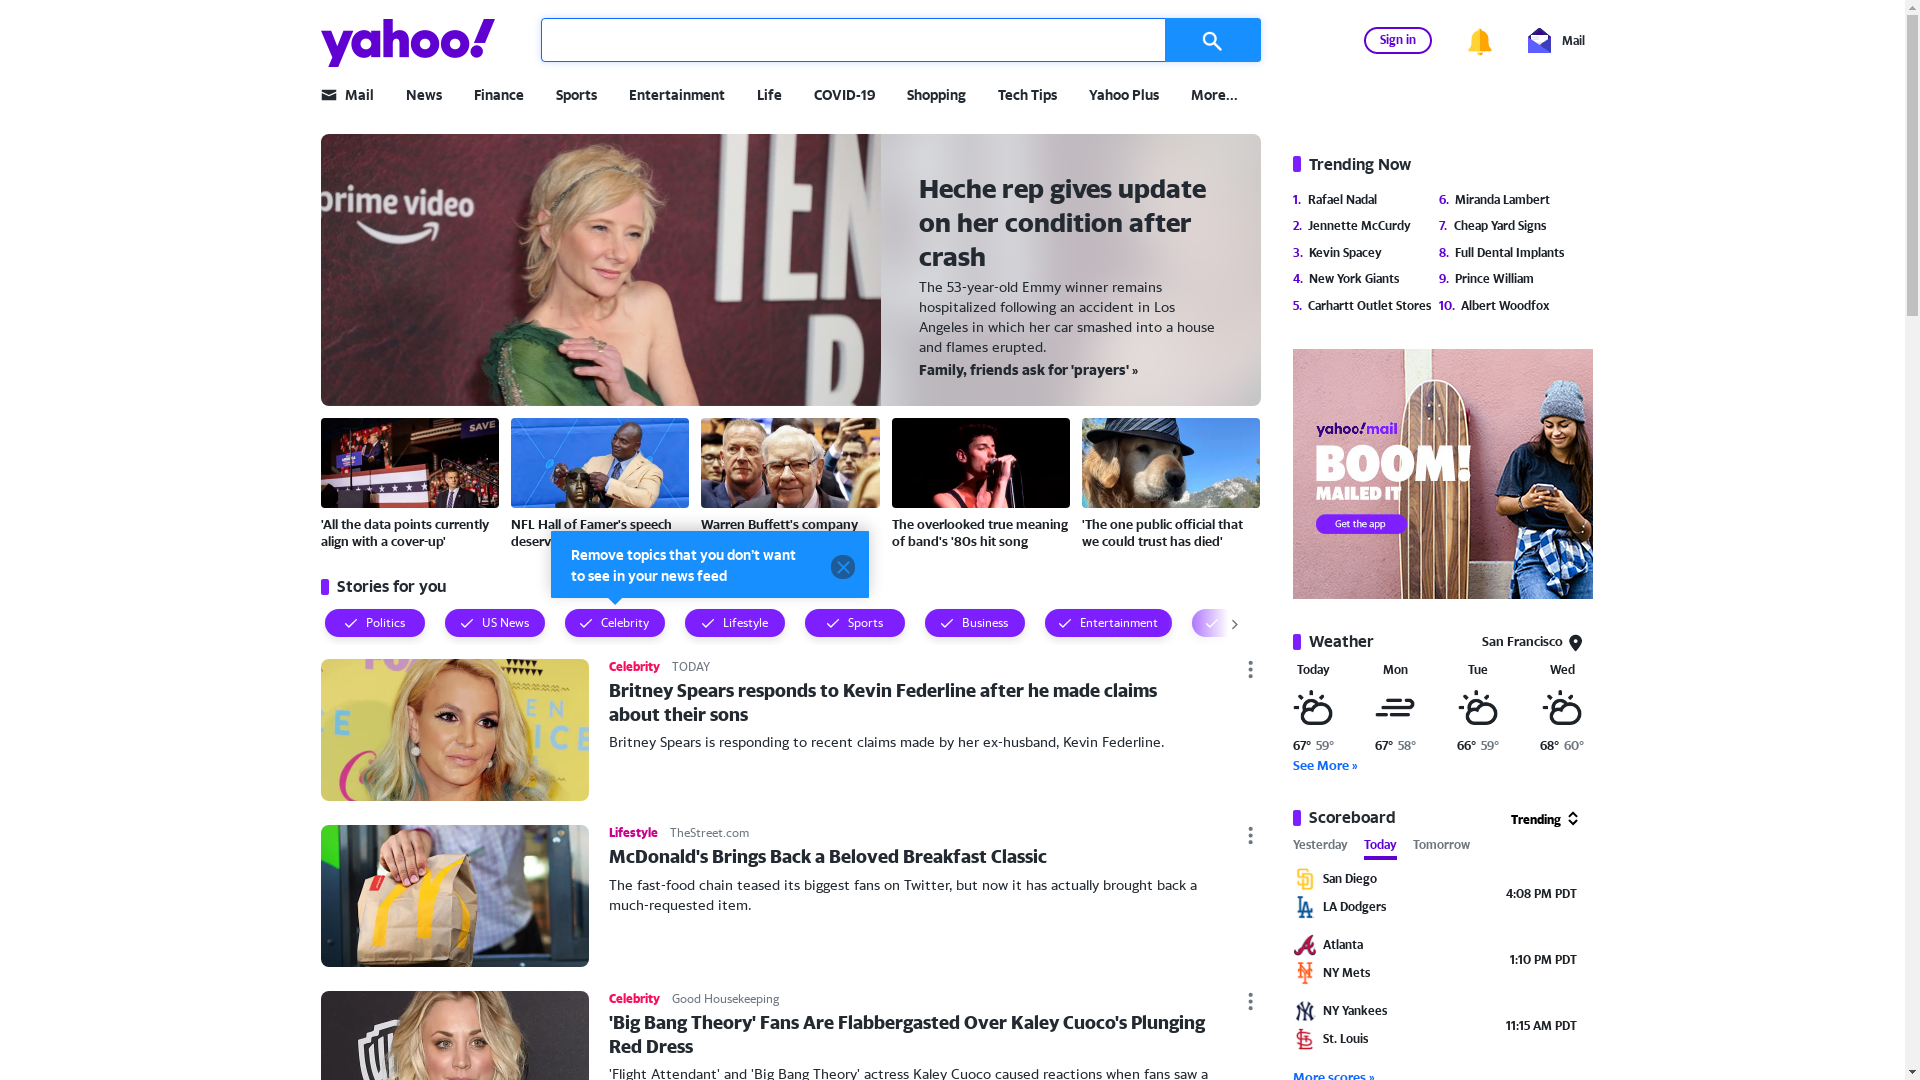 yahoo!
Sign in
Mail
Mail
News
Finance
Sports
Entertainment
Life
COVID-19
Shopping
Tech Tips
Yahoo Plus
More...
prime video
TEN
Heche rep gives update
on her condition after
crash
The 53-year-old Emmy winner remains
hospitalized following an accident in Los
Angeles in which her car smashed into a house
and flames erupted.
Family, friends ask for 'prayers' »
SAVE
'All the data points currently
align with a cover-up'
NFL Hall of Famer's speech
Warren Buffett's company
The overlooked true meaning
of band's '80s hit song
'The one public official that
we could trust has died'
Remove topics that you don't want
to see in your news feed
Stories for you
Politics
US News
Celebrity
Lifestyle
Sports
Business
Entertainment
Celebrity TODAY
Britney Spears responds to Kevin Federline after he made claims
about their sons
Britney Spears is responding to recent claims made by her ex-husband, Kevin Federline.
Lifestyle TheStreet.com
McDonald's Brings Back a Beloved Breakfast Classic
The fast-food chain teased its biggest fans on Twitter, but now it has actually brought back a
much-requested item.
Celebrity Good Housekeeping
'Big Bang Theory' Fans Are Flabbergasted Over Kaley Cuoco's Plunging
Red Dress
'Flight Attendant' and 'Big Bang Theory' actress Kaley Cuoco caused reactions when fans saw a
Trending Now
1. Rafael Nadal
2. Jennette McCurdy
3. Kevin Spacey
4. New York Giants
5. Carhartt Outlet Stores
6. Miranda Lambert
7. Cheap Yard Signs
8. Full Dental Implants
9. Prince William
10. Albert Woodfox
yahoo!mail
BOOM!
MAILED IT
Get the app
Weather
San Francisco
Today Mon Tue Wed
67° 59° 67° 58° 66° 59° 68° 60°
See More »
Scoreboard
Trending
Yesterday Today Tomorrow
San Diego
LA Dodgers
4:08 PM PDT
Atlanta
NY Mets
1:10 PM PDT
NY Yankees
St. Louis
11:15 AM PDT
More scores »